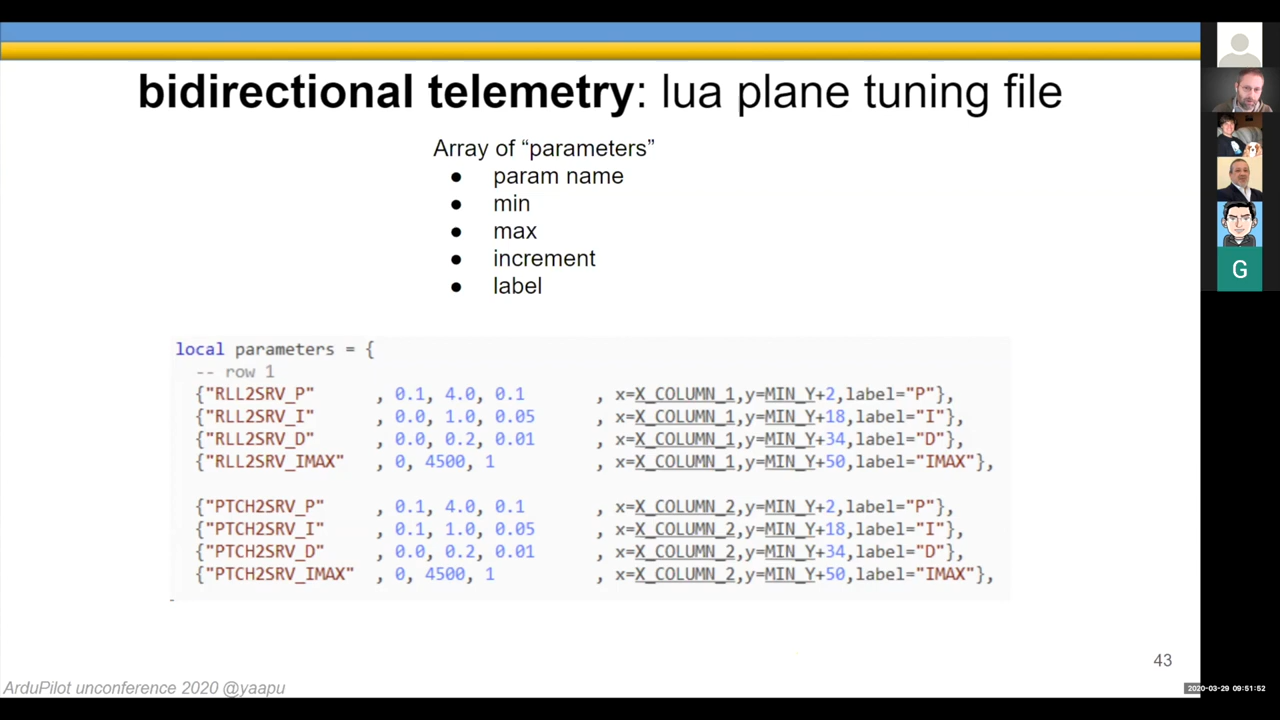 bidirectional telemetry: lua plane tuning file
Array of “parameters”
● param name
● min
● max
● increment
● label
local parameters = {
-- row 1
{"RLL2SRV_P" , 0.1, 4.0, 0.1 , x=X_COLUMN_1,y=MIN_Y+2,label="P"},
{"RLL2SRV_I" , 0.0, 1.0, 0.05 , x=X_COLUMN_1,y=MIN_Y+18,label="I"},
{"RLL2SRV_D" , 0.0, 0.2, 0.01 , x=X_COLUMN_1,y=MIN_Y+34,label="D"},
{"RLL2SRV_IMAX" , 0, 4500, 1 , x=X_COLUMN_1,y=MIN_Y+50,label="IMAX"},
{"PTCH2SRV_P" , 0.1, 4.0, 0.1 , x=X_COLUMN_2,y=MIN_Y+2,label="P"},
{"PTCH2SRV_I" , 0.1, 1.0, 0.05 , x=X_COLUMN_2,y=MIN_Y+18,label="I"},
{"PTCH2SRV_D" , 0.0, 0.2, 0.01 , x=X_COLUMN_2,y=MIN_Y+34,label="D"},
{"PTCH2SRV_IMAX" , 0, 4500, 1 , x=X_COLUMN_2,y=MIN_Y+50,label="IMAX"},
43
ArduPilot unconference 2020 @yaapu
G
2020-03-29 09:51:52